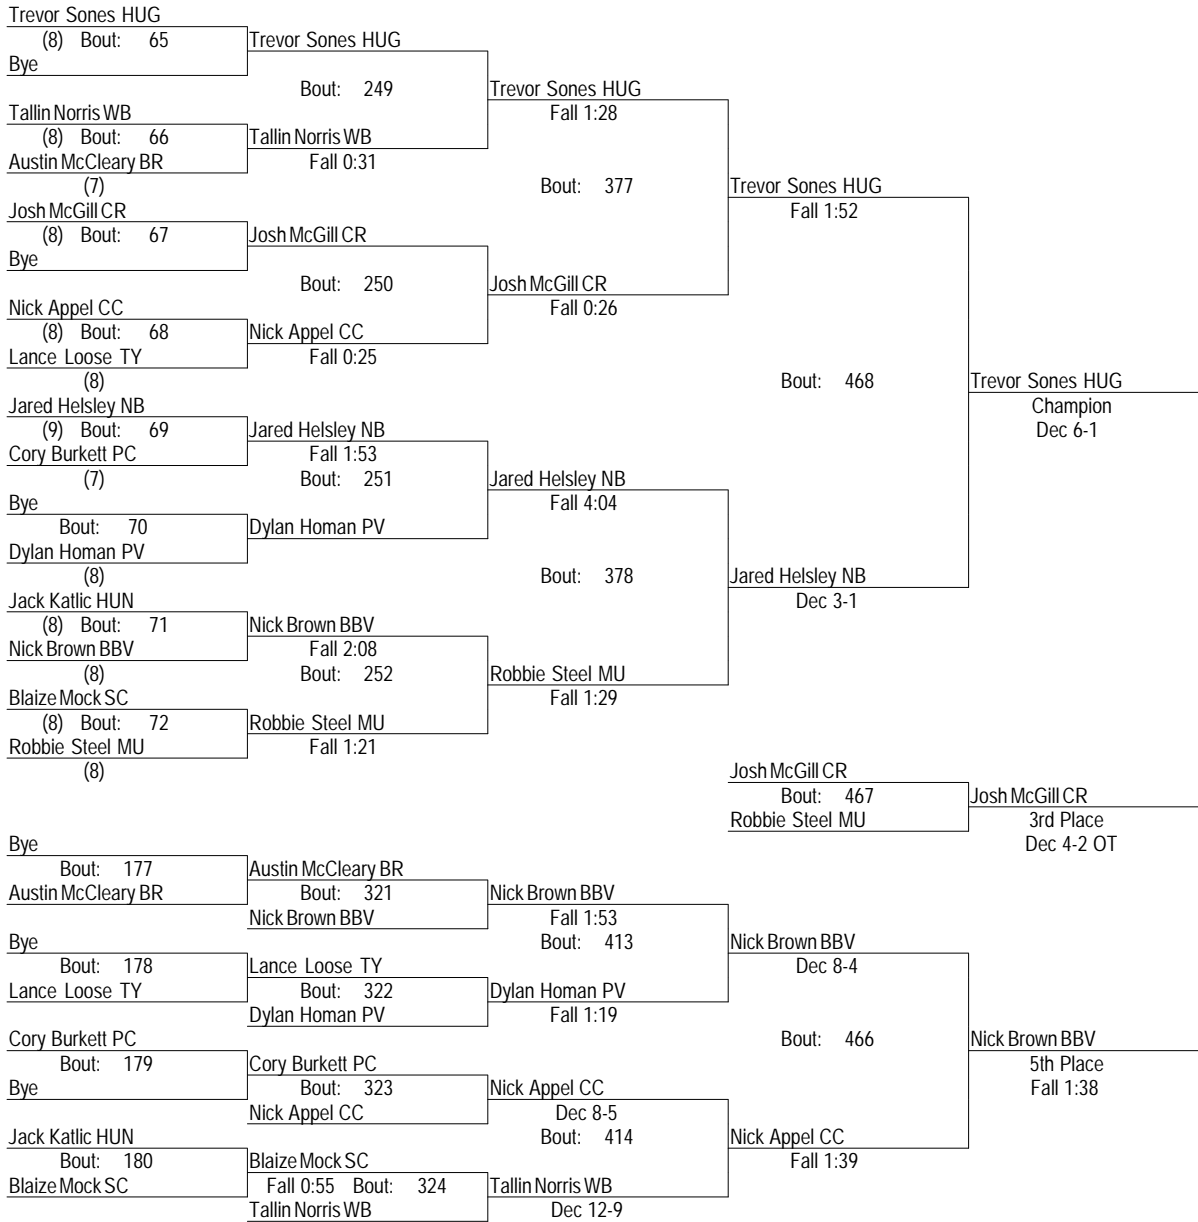 Trevor Sones HUG
(8) Bout: 65 Trevor Sones HUG
Bye
Bout: 249 Trevor Sones HUG
Tallin Norris WB Fall 1:28
(8) Bout: 66 Tallin Norris WB
Austin McCleary BR Fall 0:31
(7) Bout: 377 Trevor Sones HUG
Josh McGill CR Fall 1:52
(8) Bout: 67 Josh McGill CR
Bye
Bout: 250 Josh McGill CR
Nick Appel CC Fall 0:26
(8) Bout: 68 Nick Appel CC
Lance Loose TY Fall 0:25
(8) Bout: 468 Trevor Sones HUG
Jared Helsley NB Champion
(9) Bout: 69 Jared Helsley NB Dec 6-1
Cory Burkett PC Fall 1:53
(7) Bout: 251 Jared Helsley NB
Bye Fall 4:04
Bout: 70 Dylan Homan PV
Dylan Homan PV
(8) Bout: 378 Jared Helsley NB
Jack Katlic HUN Dec 3-1
(8) Bout: 71 Nick Brown BBV
Nick Brown BBV Fall 2:08
(8) Bout: 252 Robbie Steel MU
Blaize Mock SC Fall 1:29
(8) Bout: 72 Robbie Steel MU
Robbie Steel MU Fall 1:21
(8) Josh McGill CR
Bout: 467 Josh McGill CR
Robbie Steel MU 3rd Place
Bye Dec 4-2 OT
Bout: 177 Austin McCleary BR
Austin McCleary BR Bout: 321 Nick Brown BBV
Nick Brown BBV Fall 1:53
Bye Bout: 413 Nick Brown BBV
Bout: 178 Lance Loose TY Dec 8-4
Lance Loose TY Bout: 322 Dylan Homan PV
Dylan Homan PV Fall 1:19
Cory Burkett PC Bout: 466 Nick Brown BBV
Bout: 179 Cory Burkett PC 5th Place
Bye Bout: 323 Nick Appel CC Fall 1:38
Nick Appel CC Dec 8-5
Jack Katlic HUN Bout: 414 Nick Appel CC
Bout: 180 Blaize Mock SC Fall 1:39
Blaize Mock SC Fall 0:55 Bout: 324 Tallin Norris WB
Tallin Norris WB Dec 12-9